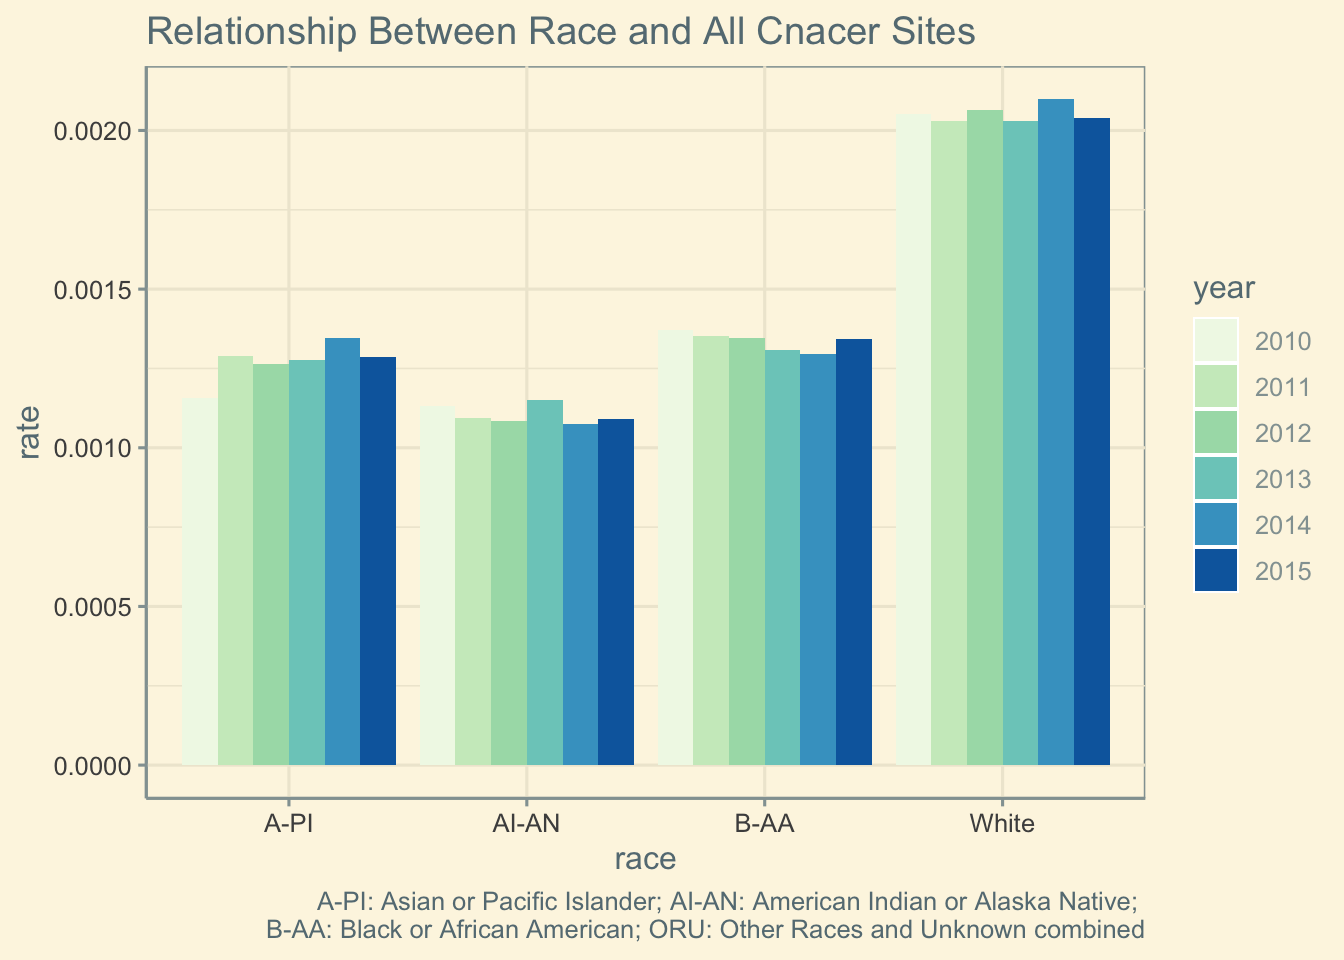 Relationship Between Race and All Cnacer Sites
rate
0.0020
0.0015
0.0010
0.0005
0.0000
A-PI AI-AN B-AA White
race
year
2010
2011
2012
2013
2014
2015
A-PI: Asian or Pacific Islander; AI-AN: American Indian or Alaska Native;
B-AA: Black or African American; ORU: Other Races and Unknown combined